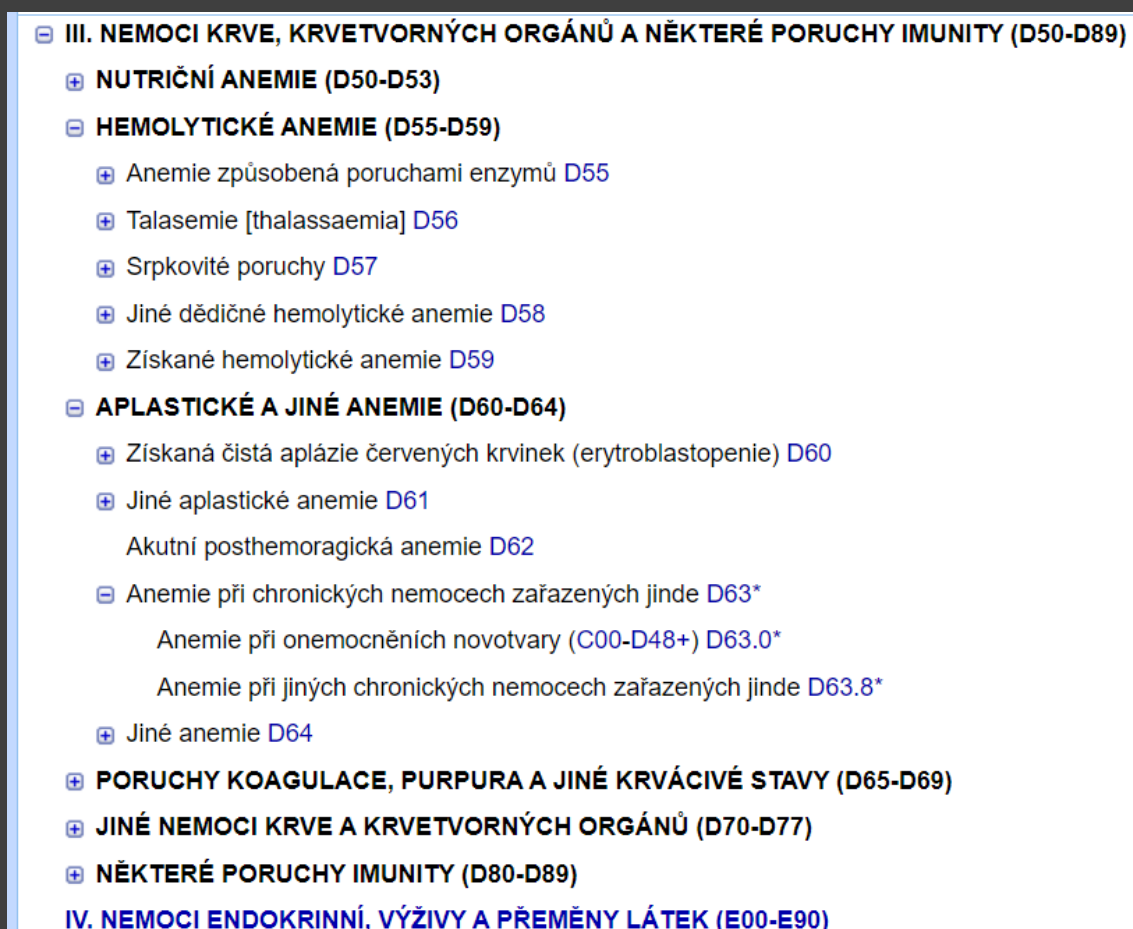 III. NEMOCI KRVE, KRVETVORNÝCH ORGÁNŮ A NĚKTERÉ PORUCHY IMUNITY (D50-D89)
NUTRIČNÍ ANEMIE (D50-D53)
HEMOLYTICKÉ ANEMIE (D55-D59)
Anemie způsobená poruchami enzymů D55
Talasemie [thalassaemia] D56
Srpkovité poruchy D57
Jiné dědičné hemolytické anemie D58
Získané hemolytické anemie D59
APLASTICKÉ A JINÉ ANEMIE (D60-D64)
Získaná čistá aplázie červených krvinek (erytroblastopenie) D60
Jiné aplastické anemie D61
Akutní posthemoragická anemie D62
Anemie při chronických nemocech zařazených jinde D63*
Anemie při onemocněních novotvary (C00-D48+) D63.0*
Anemie při jiných chronických nemocech zařazených jinde D63.8*
Jiné anemie D64
PORUCHY KOAGULACE, PURPURA A JINÉ KRVÁCIVÉ STAVY (D65-D69)
JINÉ NEMOCI KRVE A KRVETVORNÝCH ORGÁNŮ (D70-D77)
NĚKTERÉ PORUCHY IMUNITY (D80-D89)
IV. NEMOCI ENDOKRINNÍ, VÝŽIVY A PŘEMĚNY LÁTEK (E00-E90)